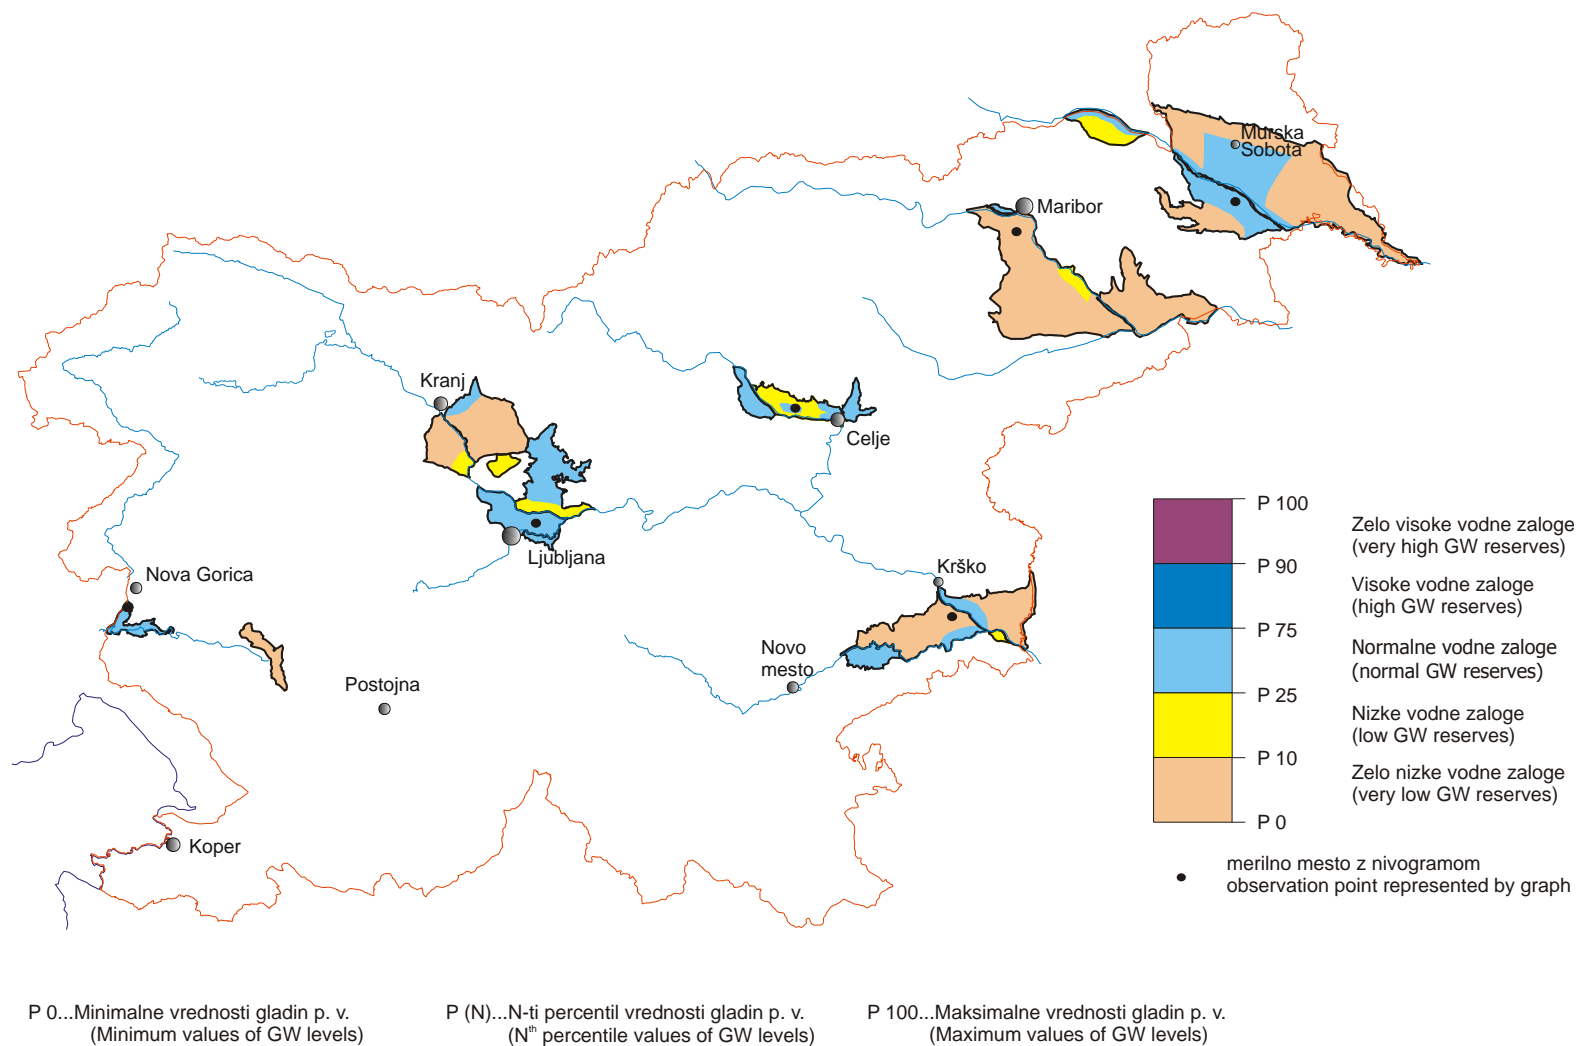 Murska
Sobota
Maribor
Kranj
Celje
Ljubljana
Nova Gorica
Krško
Novo
mesto
Postojna
Koper
P 100
Zelo visoke vodne zaloge
(very high GW reserves)
P 90
Visoke vodne zaloge
(high GW reserves)
P 75
Normalne vodne zaloge
(normal GW reserves)
P 25
Nizke vodne zaloge
(low GW reserves)
P 10
Zelo nizke vodne zaloge
(very low GW reserves)
P 0
merilno mesto z nivogramom
observation point represented by graph
P 0...Minimalne vrednosti gladin p. v.
(Minimum values of GW levels)
P (N)...N-ti percentil vrednosti gladin p. v.
(Nth percentile values of GW levels)
P 100...Maksimalne vrednosti gladin p. v.
(Maximum values of GW levels)